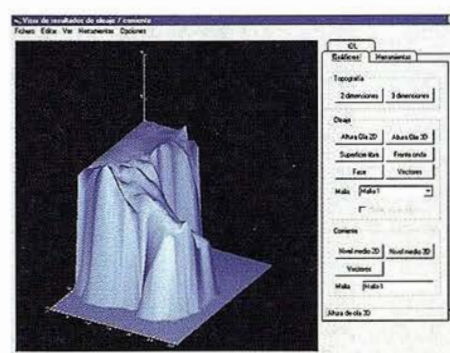 Visor de resultados de oleaje / corriente
Fichero Editar Ver Herramientas Opciones
IDL
Gráficos Herramientas
Topografía
2 dimensiones 3 dimensiones
Oleaje
Altura Ola 2D Altura Ola 3D
Superficie libre Frente onda
Fase Vectores
Malla Malla 1
Corriente
Nivel medio 2D Nivel medio 3D
Vectores
Malla Malla 1
Altura de ola 3D